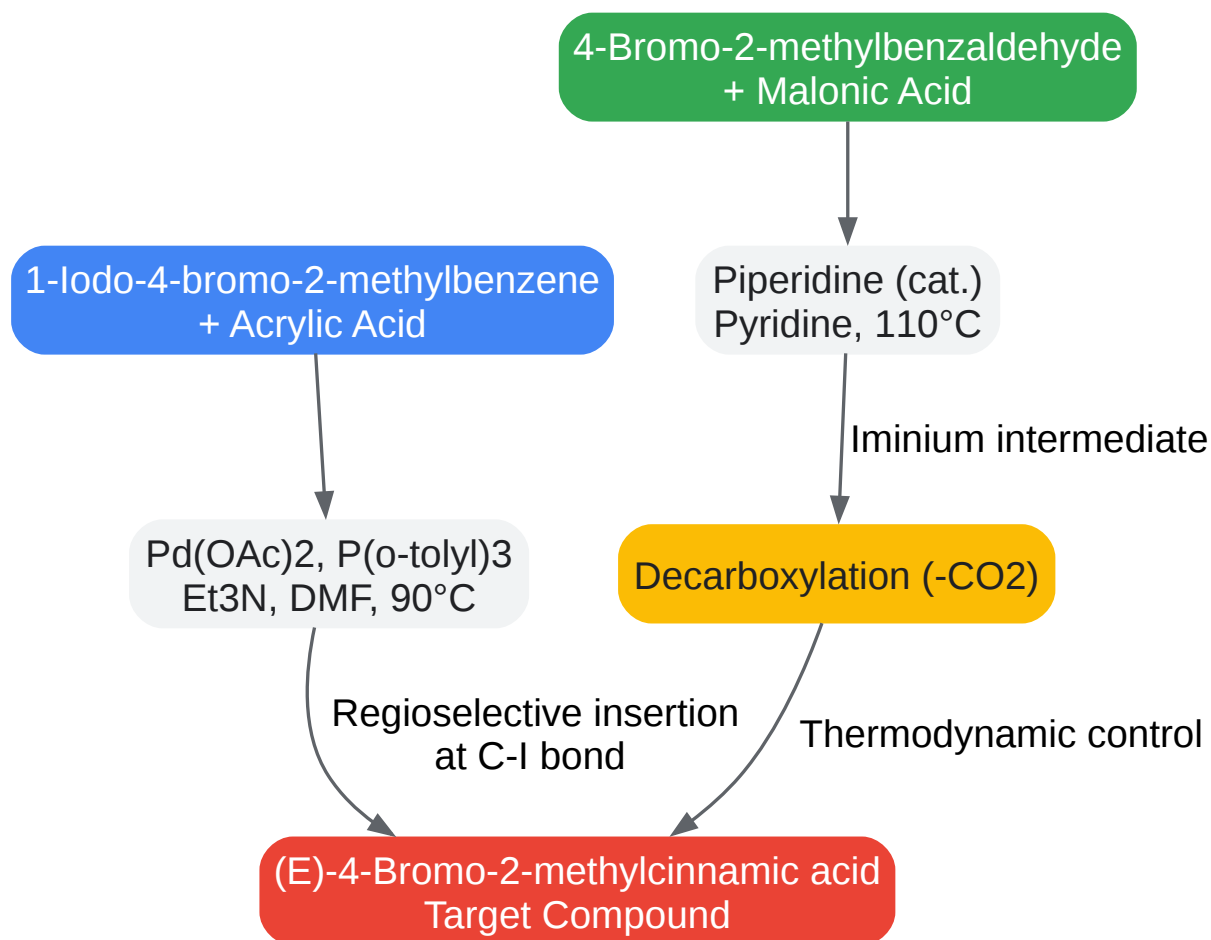 4-Bromo-2-methylbenzaldehyde
+ Malonic Acid
1-Iodo-4-bromo-2-methylbenzene
+ Acrylic Acid
Piperidine (cat.)
Pyridine, 110°C
Iminium intermediate
Pd(OAc)2, P(o-tolyl)3
Et3N, DMF, 90°C
Decarboxylation (-CO2)
Regioselective insertion
at C-I bond
Thermodynamic control
(E)-4-Bromo-2-methylcinnamic acid
Target Compound